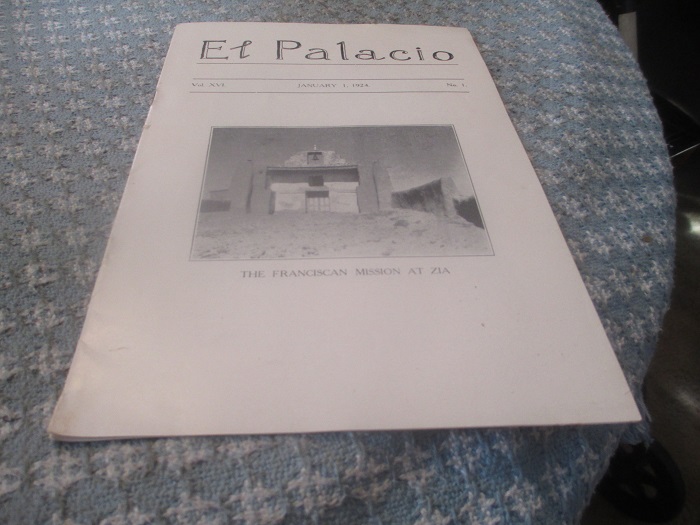 El Palacio
Vol. XVI. JANUARY 1, 1924 No. 1
THE FRANCISCAN MISSION AT ZIA